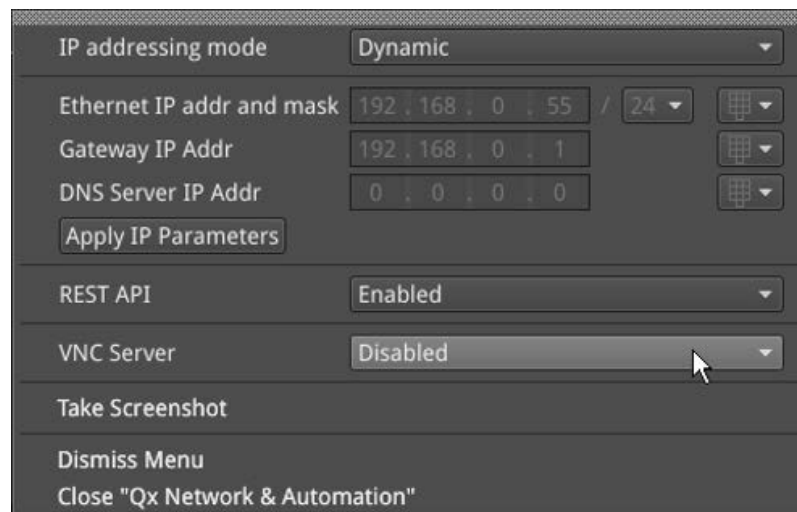 IP addressing mode Dynamic
Ethernet IP addr and mask 192 . 168 . 0 . 55 / 24
Gateway IP Addr 192 . 168 . 0 . 1
DNS Server IP Addr 0 . 0 . 0 . 0
Apply IP Parameters
REST API Enabled
VNC Server Disabled
Take Screenshot
Dismiss Menu
Close "Qx Network & Automation"